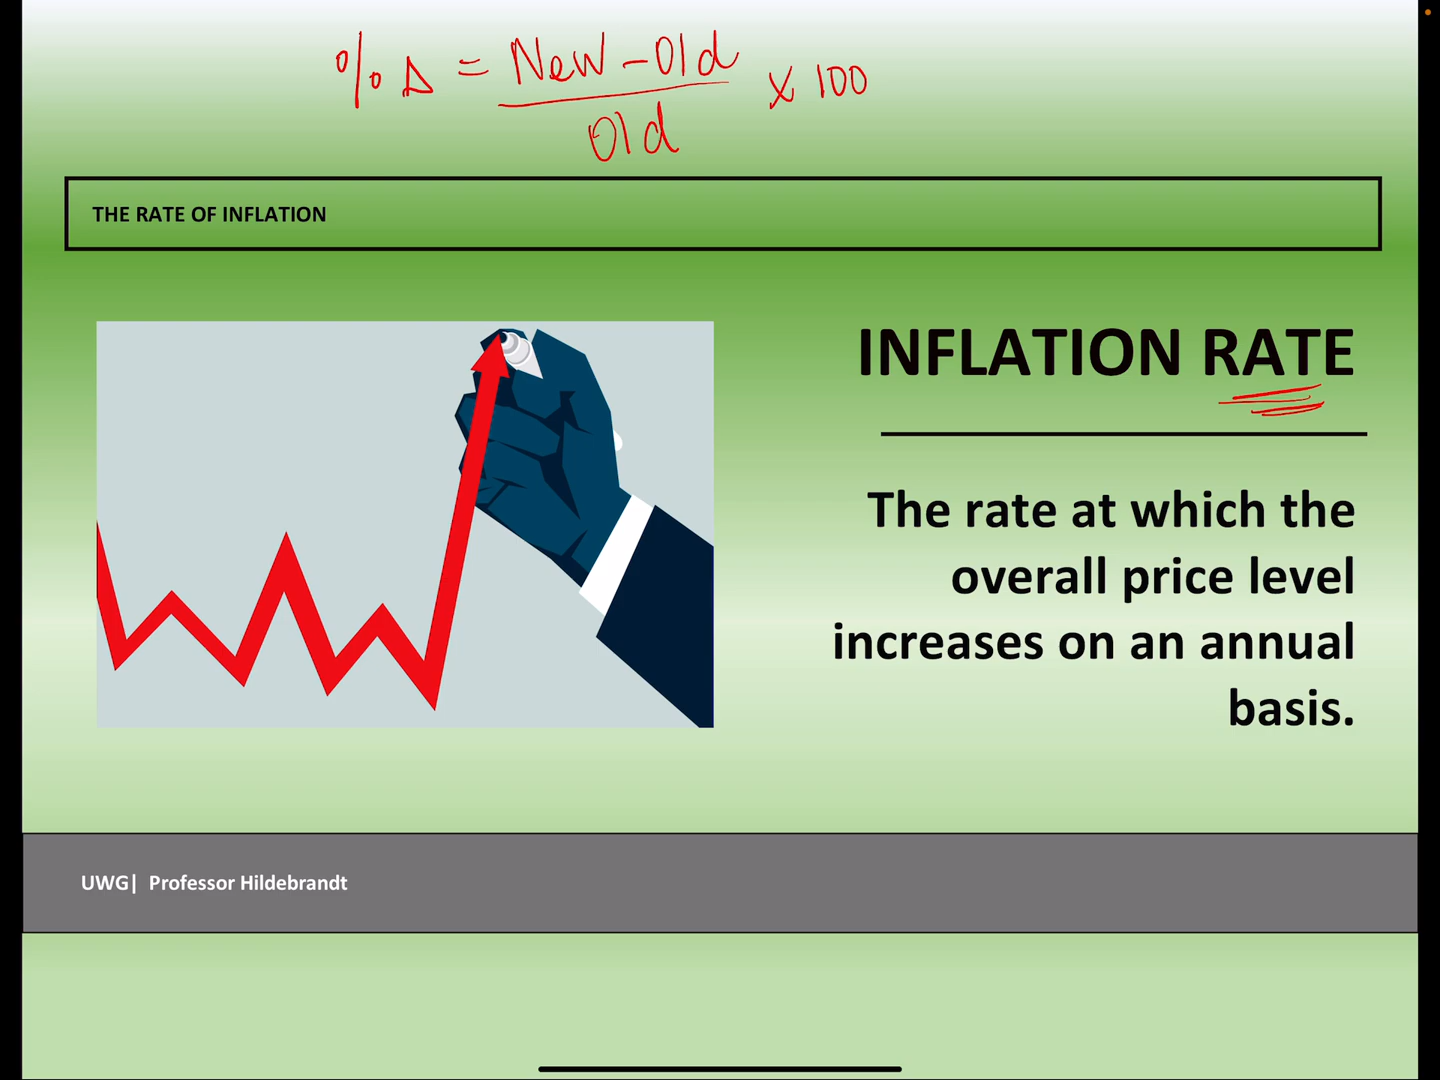 % Δ = New - Old
Old
x 100
THE RATE OF INFLATION
INFLATION RATE
The rate at which the
overall price level
increases on an annual
basis.
UWG| Professor Hildebrandt